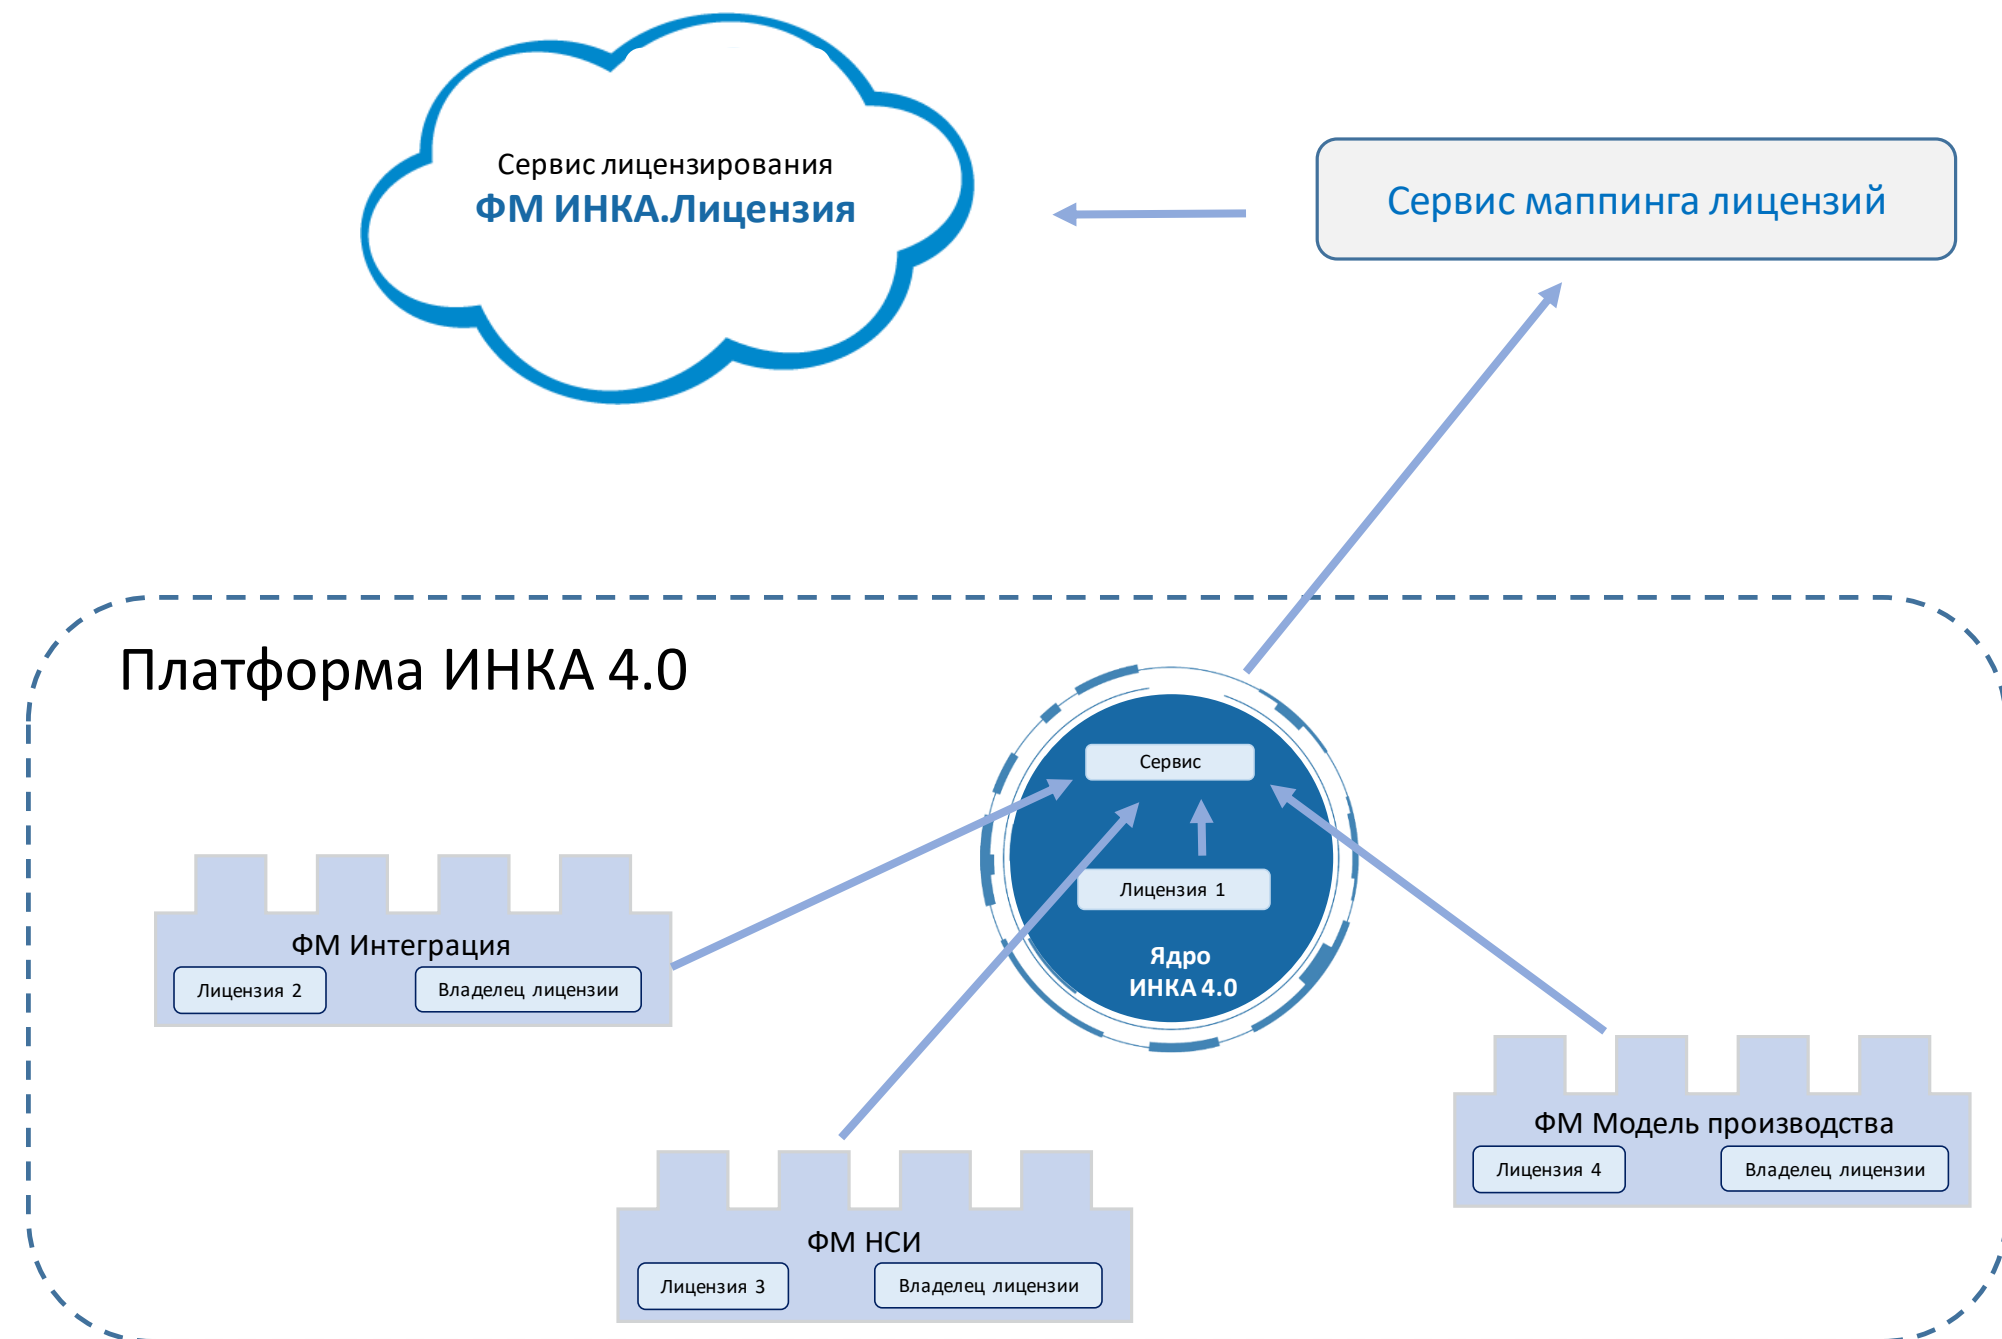 Сервис лицензирования
ФМ ИНКА.Лицензия
Сервис маппинга лицензий
Платформа ИНКА 4.0
Сервис
Лицензия 1
Ядро
ИНКА 4.0
ФМ Интеграция
Лицензия 2
Владелец лицензии
ФМ Модель производства
Лицензия 4
Владелец лицензии
ФМ НСИ
Лицензия 3
Владелец лицензии